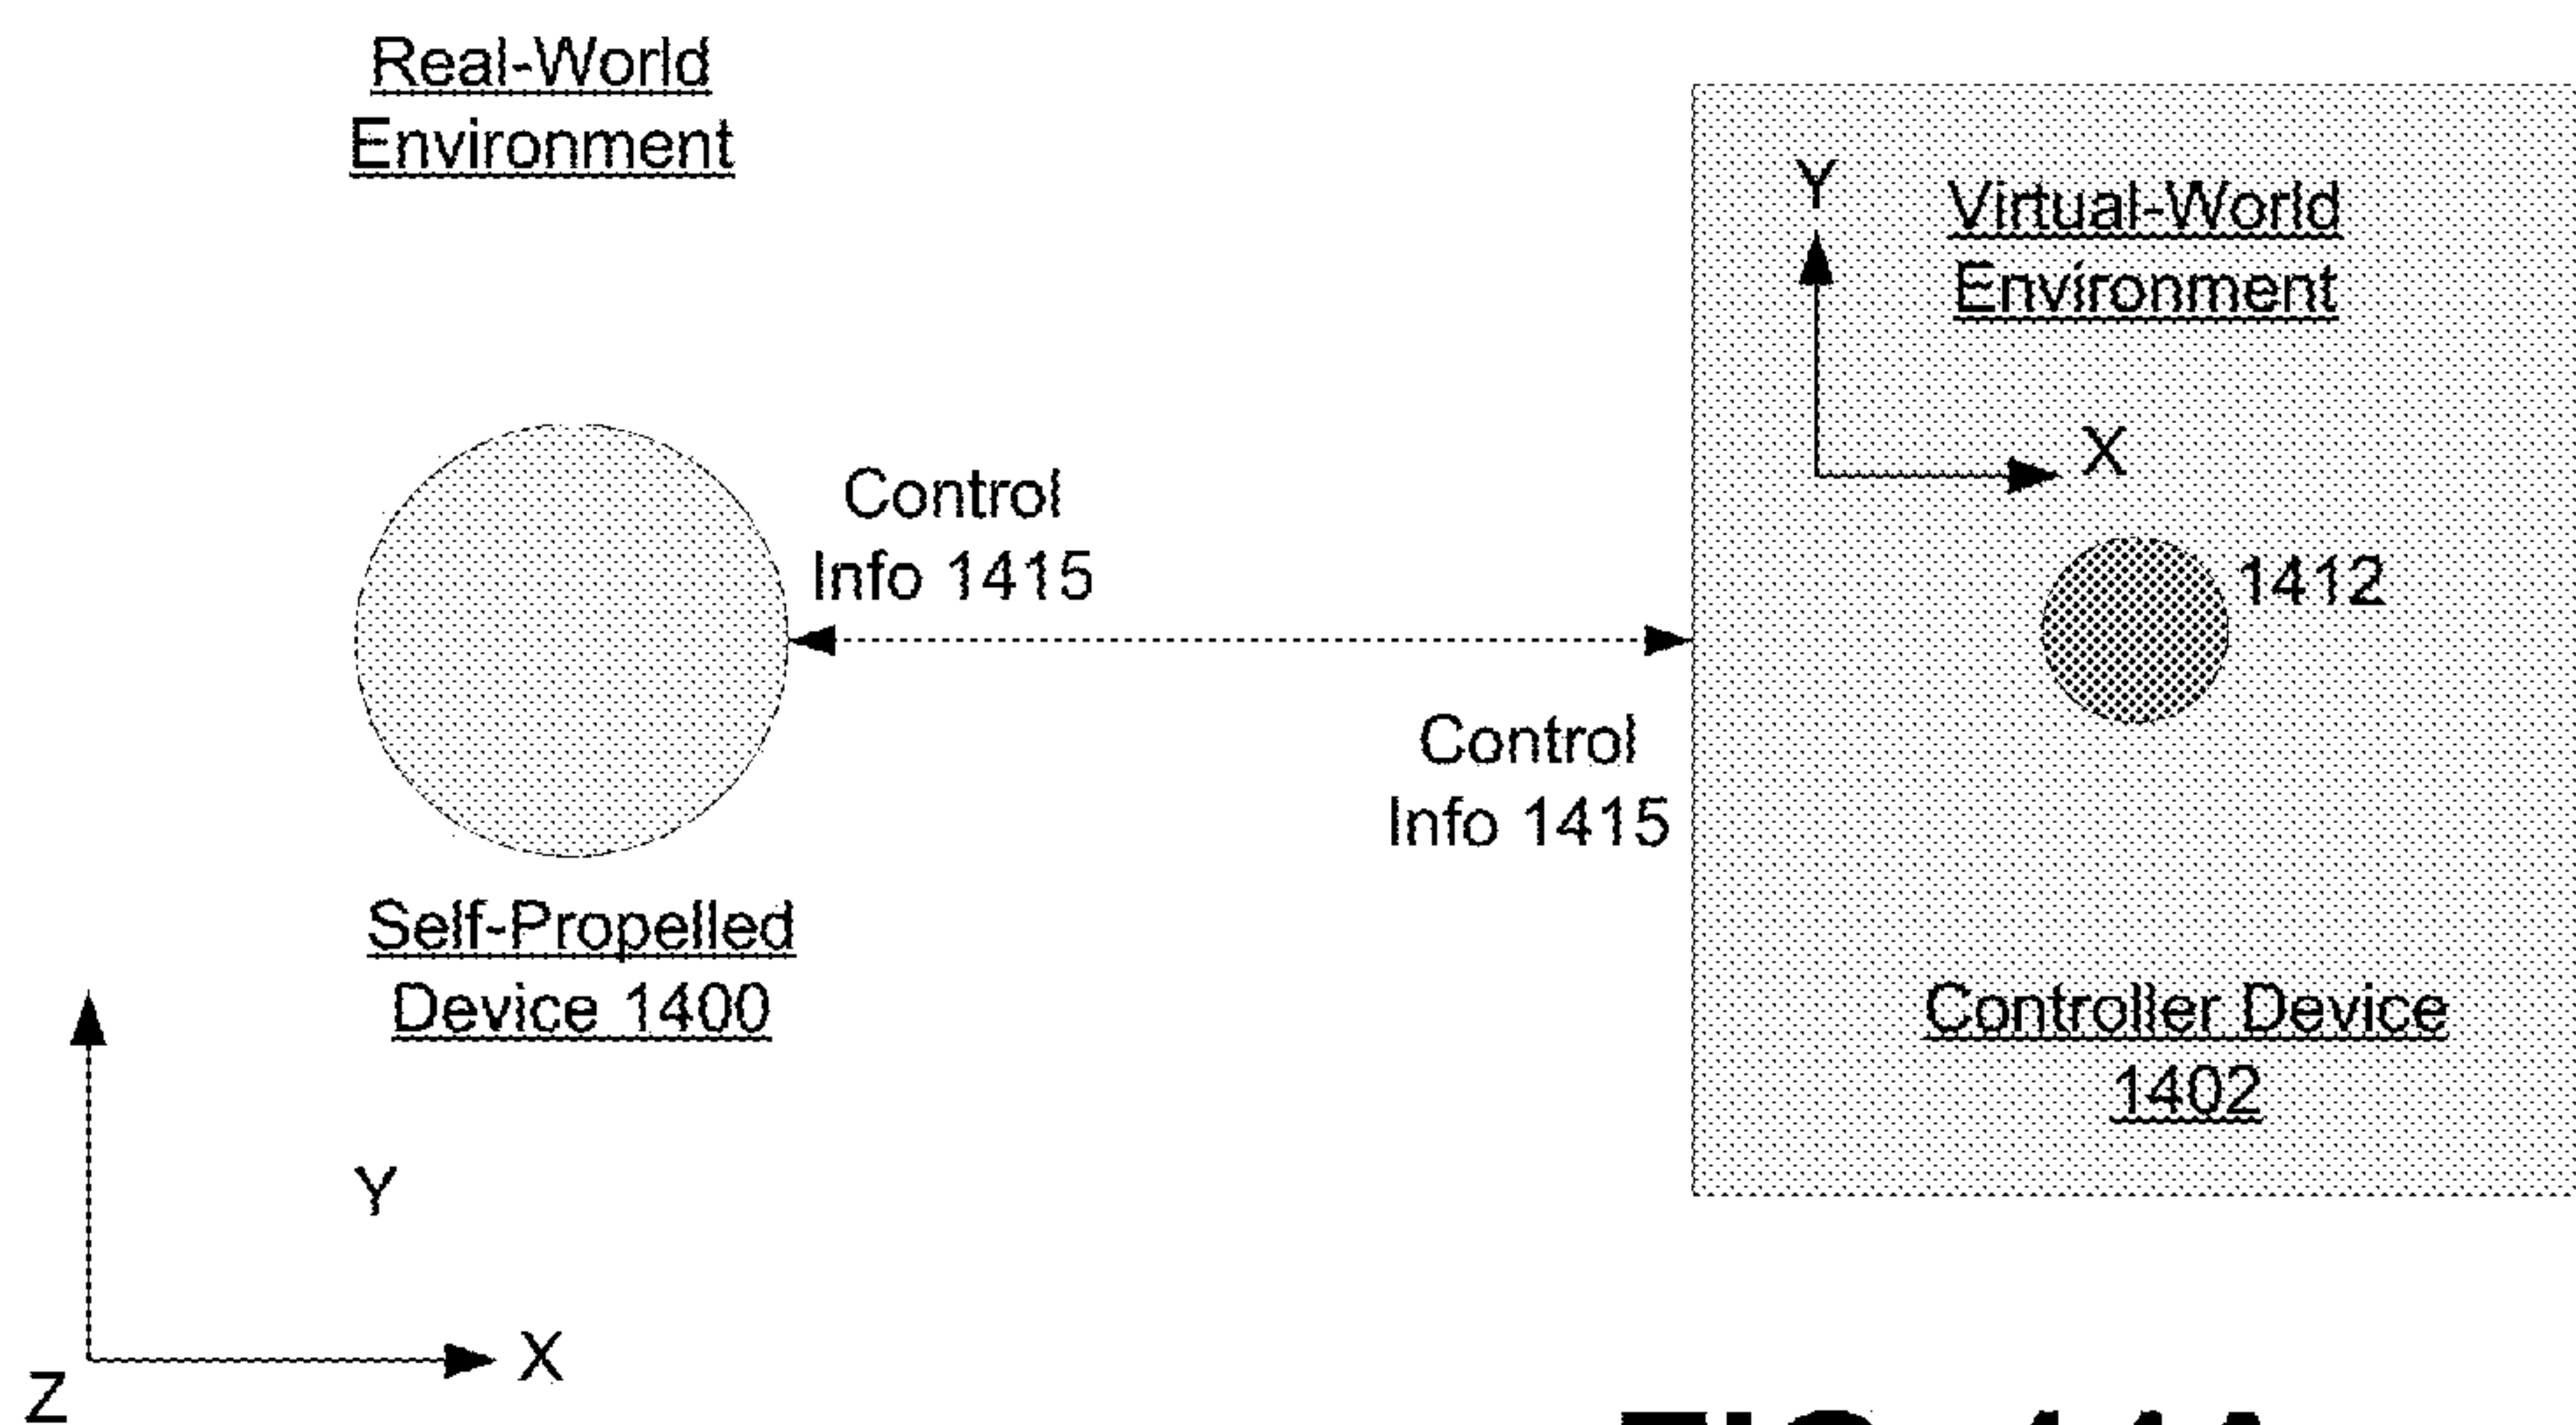 Real-World
Environment
Y
Virtual-World
Environment
X
Control
Info 1415
1412
Control
Info 1415
Self-Propelled
Device 1400
Controller Device
1402
Y
X
Z